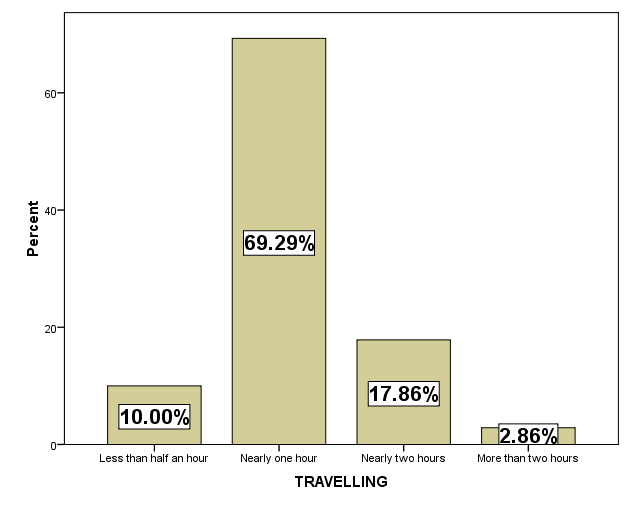 Percent
60
40
20
0
69.29%
17.86%
10.00%
2.86%
Less than half an hour
Nearly one hour
Nearly two hours
More than two hours
TRAVELLING